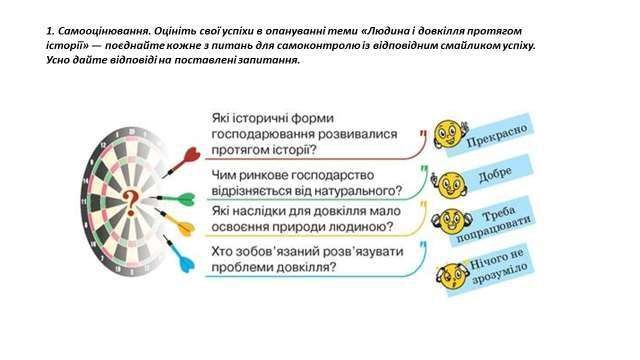 1. Самооцінювання. Оцініть свої успіхи в опануванні теми «Людина і довкілля протягом
історії» — поєднайте кожне з питань для самоконтролю із відповідним смайликом успіху.
Усно дайте відповіді на поставлені запитання.
Які історичні форми
господарювання розвивалися
протягом історії?
Прекрасно
Чим ринкове господарство
відрізняється від натурального?
Добре
Які наслідки для довкілля мало
освоєння природи людиною?
Треба
попрацювати
Хто зобов'язаний розв'язувати
проблеми довкілля?
Нічого не
зрозуміло